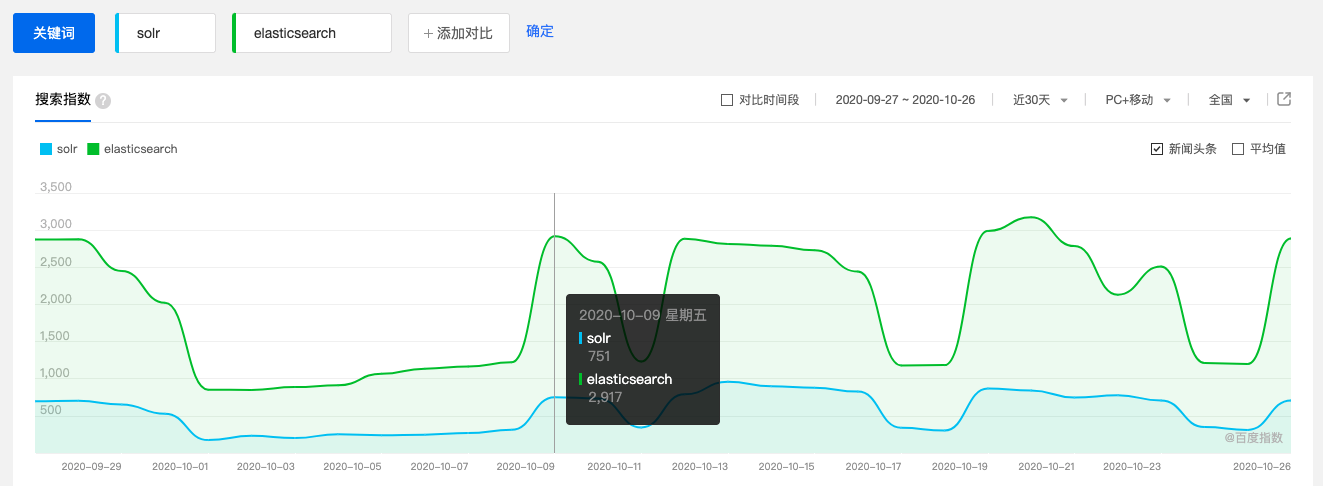 关键词 solr elasticsearch + 添加对比 确定
搜索指数 ? 对比时间段 2020-09-27 ~ 2020-10-26 近30天 PC+移动 全国
solr elasticsearch 新闻头条 平均值
3,500
3,000
2,500
2,000
1,500
1,000
500
2020-10-09 星期五
solr
751
elasticsearch
2,917
@百度指数
2020-09-29 2020-10-01 2020-10-03 2020-10-05 2020-10-07 2020-10-09 2020-10-11 2020-10-13 2020-10-15 2020-10-17 2020-10-19 2020-10-21 2020-10-23 2020-10-26